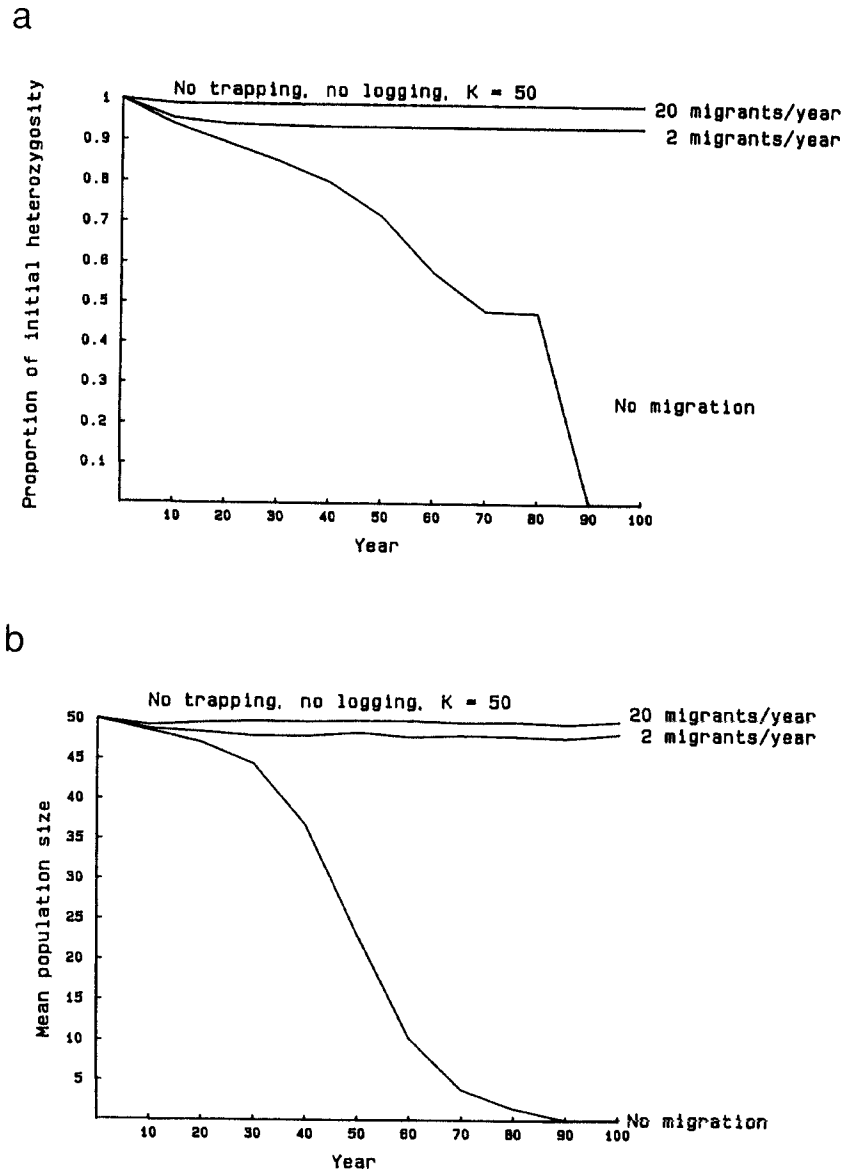 a
No trapping, no logging, K = 50
20 migrants/year
2 migrants/year
No migration
Proportion of initial heterozygosity
1
0.9
0.8
0.7
0.6
0.5
0.4
0.3
0.2
0.1
10 20 30 40 50 60 70 80 90 100
Year
b
No trapping, no logging, K = 50
20 migrants/year
2 migrants/year
No migration
Mean population size
50
45
40
35
30
25
20
15
10
5
10 20 30 40 50 60 70 80 90 100
Year